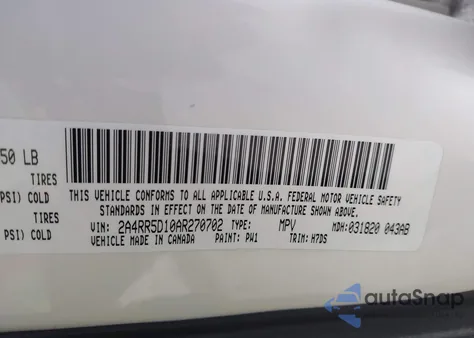 50 LB
TIRES
PSI) COLD
TIRES
PSI) COLD
THIS VEHICLE CONFORMS TO ALL APPLICABLE U.S.A. FEDERAL MOTOR VEHICLE SAFETY
STANDARDS IN EFFECT ON THE DATE OF MANUFACTURE SHOWN ABOVE.
VIN: 2A4RR5D10AR270702 TYPE: MPV MDH:031820 043AB
VEHICLE MADE IN CANADA PAINT: PW1 TRIM: H7DS
autoSnap